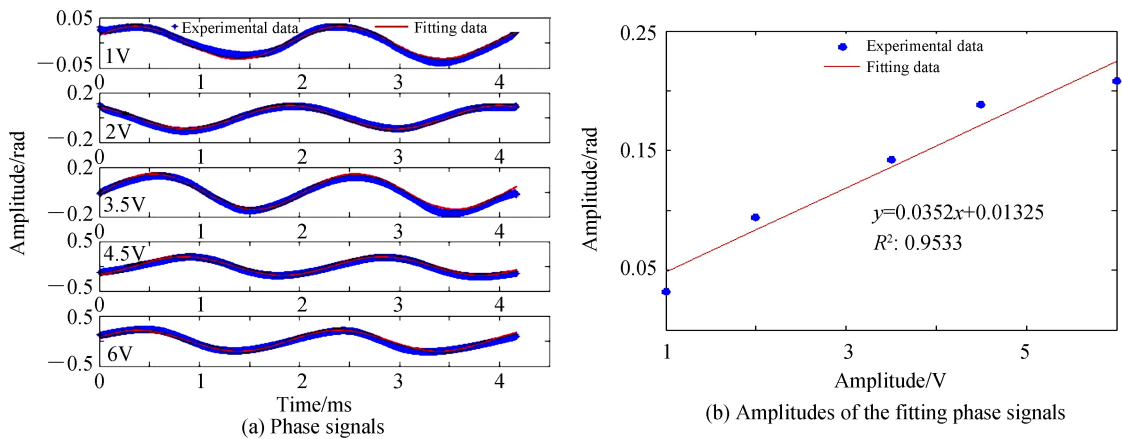 0.05
Experimental data
Fitting data
−0.05
1V
0 1 2 3 4
0.2
−0.2
2V
0 1 2 3 4
0.2
−0.2
3.5V
0 1 2 3 4
0.5
−0.5
4.5V
0 1 2 3 4
0.5
−0.5
6V
0 1 2 3 4
Amplitude/rad
Time/ms
(a) Phase signals
0.25
0.15
0.05
Experimental data
Fitting data
y=0.0352x+0.01325
R²: 0.9533
1 3 5
Amplitude/rad
Amplitude/V
(b) Amplitudes of the fitting phase signals